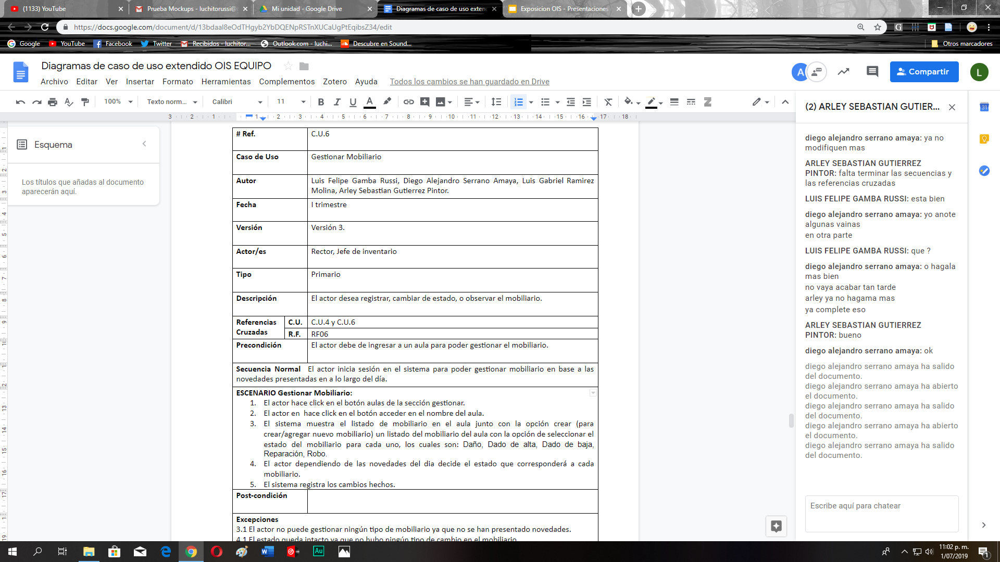 (1133) YouTube
Prueba Mockups - luchitorussi@
Mi unidad - Google Drive
Diagramas de caso de uso exten
Exposicion OIS - Presentaciones
https://docs.google.com/document/d/13bdaal8eOdTHgyb2YbDQENpRSTnXUCaUgPtEqibsZ34/edit
Google
YouTube
Facebook
Twitter
Recibidos - luchitor...
Outlook.com - luchi...
Descubre en Sound...
Otros marcadores
Diagramas de caso de uso extendido OIS EQUIPO
A
Compartir
L
Archivo Editar Ver Insertar Formato Herramientas Complementos Zotero Ayuda Todos los cambios se han guardado en Drive
100% Texto norm... Calibri 11
3 2 1 1 2 3 4 5 6 7 8 9 10 11 12 13 14 15 16 17 18
Esquema
Los títulos que añadas al documento
aparecerán aquí.
# Ref. C.U.6
Caso de Uso Gestionar Mobiliario
Autor Luis Felipe Gamba Russi, Diego Alejandro Serrano Amaya, Luis Gabriel Ramirez
Molina, Arley Sebastian Gutierrez Pintor.
Fecha I trimestre
Versión Versión 3.
Actor/es Rector, Jefe de inventario
Tipo Primario
Descripción El actor desea registrar, cambiar de estado, o observar el mobiliario.
Referencias C.U. C.U.4 y C.U.6
Cruzadas R.F. RF06
Precondición El actor debe de ingresar a un aula para poder gestionar el mobiliario.
Secuencia Normal El actor inicia sesión en el sistema para poder gestionar mobiliario en base a las
novedades presentadas en a lo largo del día.
ESCENARIO Gestionar Mobiliario:
1. El actor hace click en el botón aulas de la sección gestionar.
2. El actor en hace click en el botón acceder en el nombre del aula.
3. El sistema muestra el listado de mobiliario en el aula junto con la opción crear (para
crear/agregar nuevo mobiliario) un listado del mobiliario del aula con la opción de seleccionar el
estado del mobiliario para cada uno, los cuales son: Daño, Dado de alta, Dado de baja,
Reparación, Robo.
4. El actor dependiendo de las novedades del dia decide el estado que corresponderá a cada
mobiliario.
5. El sistema registra los cambios hechos.
Post-condición
Excepciones
3.1 El actor no puede gestionar ningún tipo de mobiliario ya que no se han presentado novedades.
4.1 El estado queda intacto ya que no hubo ningún tipo de cambio en el mobiliario
(2) ARLEY SEBASTIAN GUTIER...
diego alejandro serrano amaya: ya no
modifiquen mas
ARLEY SEBASTIAN GUTIERREZ
PINTOR: falta terminar las secuencias y
las referencias cruzadas
LUIS FELIPE GAMBA RUSSI: esta bien
diego alejandro serrano amaya: yo anote
algunas vainas
en otra parte
LUIS FELIPE GAMBA RUSSI: que ?
diego alejandro serrano amaya: o hagala
mas bien
no vaya acabar tan tarde
arley ya no hagama mas
ya complete eso
ARLEY SEBASTIAN GUTIERREZ
PINTOR: bueno
diego alejandro serrano amaya: ok
diego alejandro serrano amaya ha salido
del documento.
diego alejandro serrano amaya ha abierto
el documento.
diego alejandro serrano amaya ha salido
del documento.
diego alejandro serrano amaya ha abierto
el documento.
diego alejandro serrano amaya ha salido
del documento.
Escribe aquí para chatear
11:02 p. m.
1/07/2019